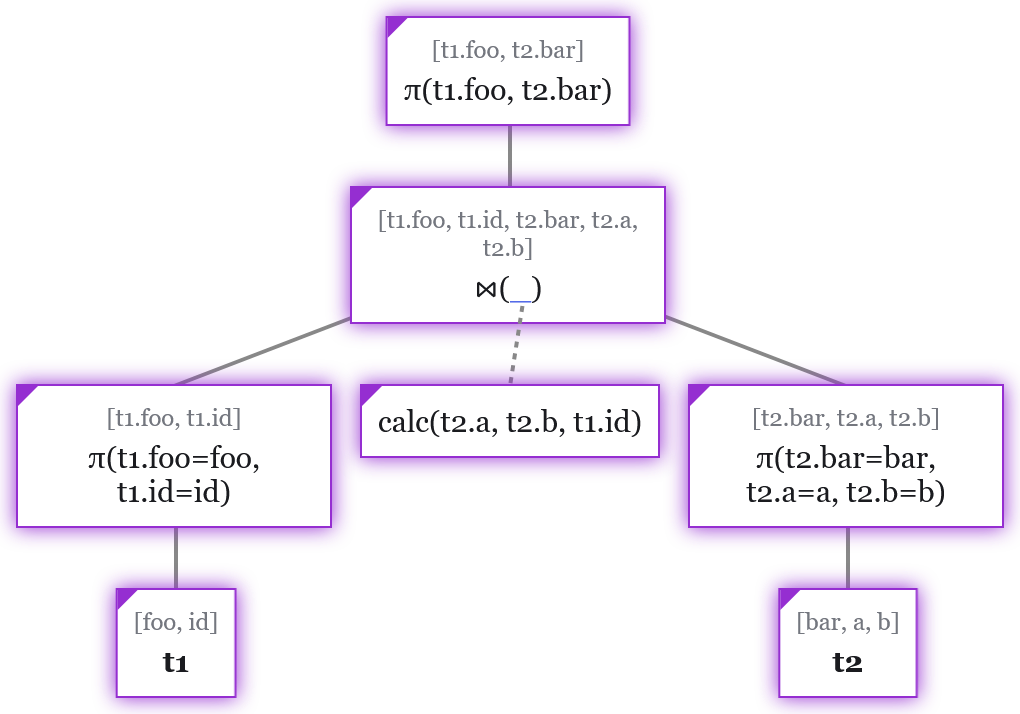 [t1.foo, t2.bar]
π(t1.foo, t2.bar)
[t1.foo, t1.id, t2.bar, t2.a,
t2.b]
⋈(_)
[t1.foo, t1.id]
π(t1.foo=foo,
t1.id=id)
calc(t2.a, t2.b, t1.id)
[t2.bar, t2.a, t2.b]
π(t2.bar=bar,
t2.a=a, t2.b=b)
[foo, id]
t1
[bar, a, b]
t2